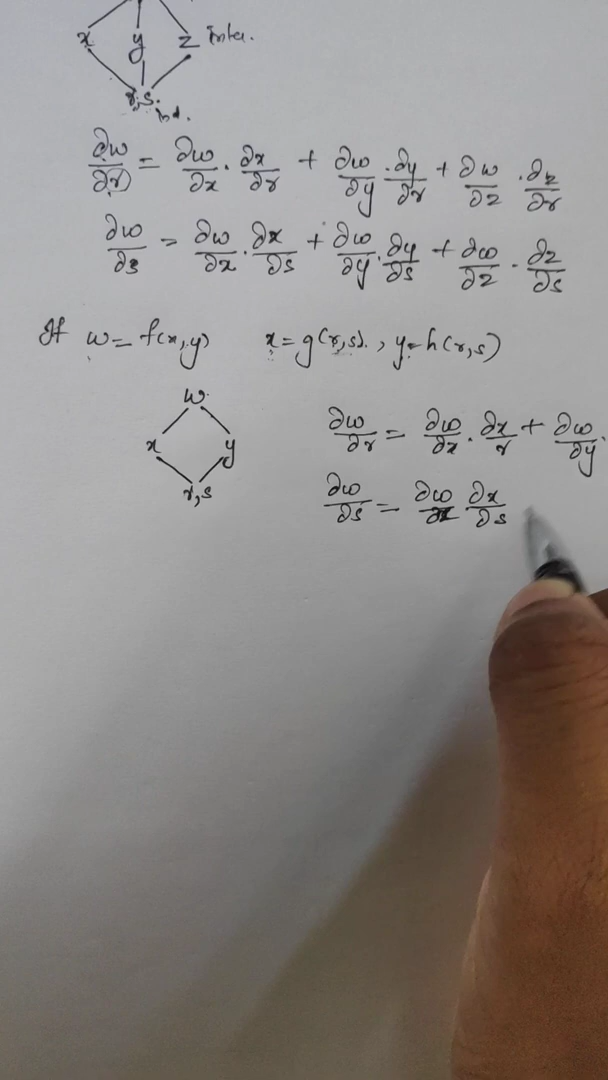 x y z Inter.
r,s.
Ind.
∂w/∂r = ∂w/∂x · ∂x/∂r + ∂w/∂y · ∂y/∂r + ∂w/∂z · ∂z/∂r
∂w/∂s = ∂w/∂x · ∂x/∂s + ∂w/∂y · ∂y/∂s + ∂w/∂z · ∂z/∂s
If w = f(x,y) x = g(r,s). , y = h(r,s)
w
x y
r,s
∂w/∂r = ∂w/∂x · ∂x/r + ∂w/∂y ·
∂w/∂s = ∂w/∂x ∂x/∂s